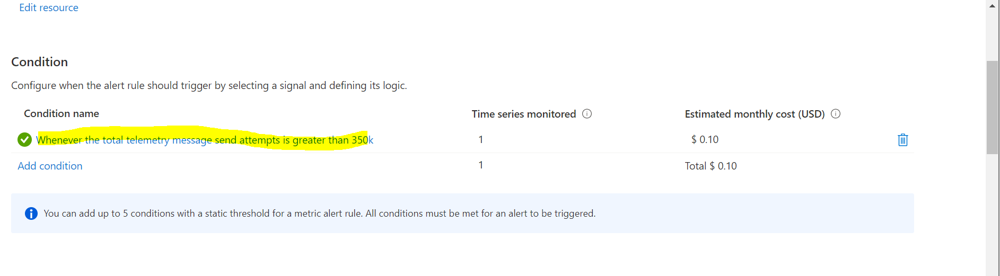 Edit resource
Condition
Configure when the alert rule should trigger by selecting a signal and defining its logic.
Condition name Time series monitored Estimated monthly cost (USD)
Whenever the total telemetry message send attempts is greater than 350k 1 $ 0.10
Add condition 1 Total $ 0.10
You can add up to 5 conditions with a static threshold for a metric alert rule. All conditions must be met for an alert to be triggered.